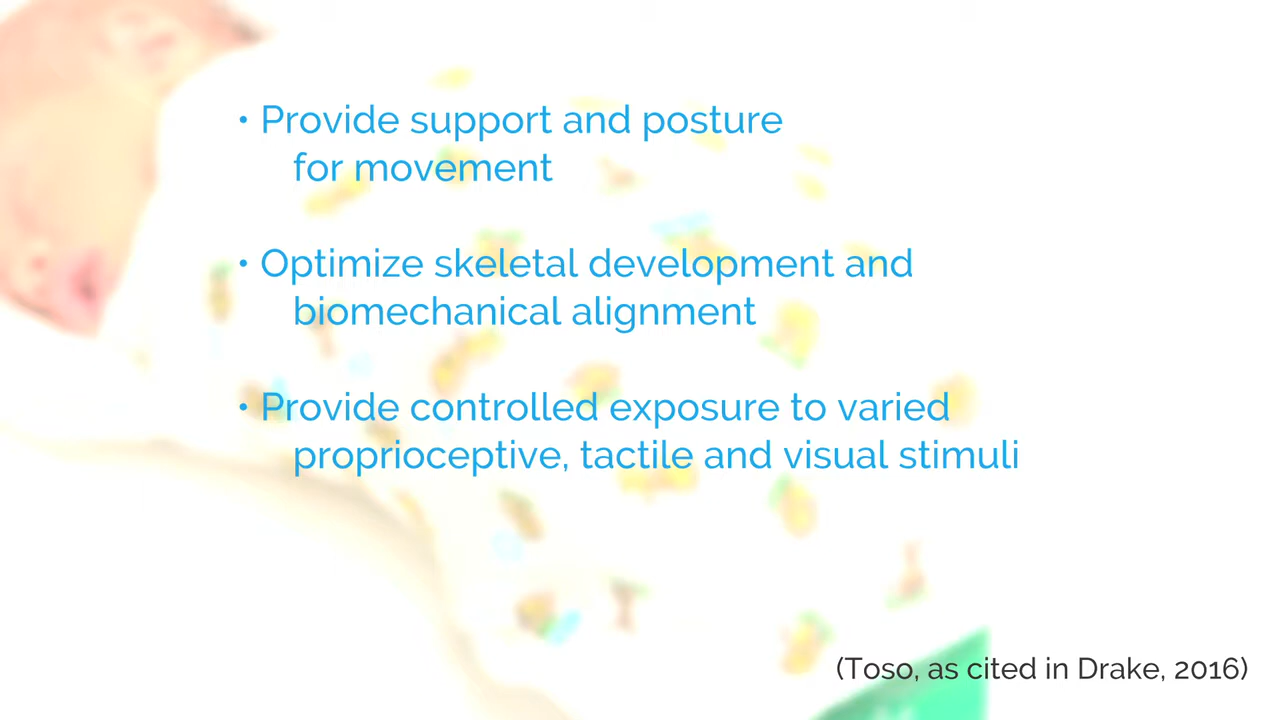 • Provide support and posture
for movement
• Optimize skeletal development and
biomechanical alignment
• Provide controlled exposure to varied
proprioceptive, tactile and visual stimuli
(Toso, as cited in Drake, 2016)